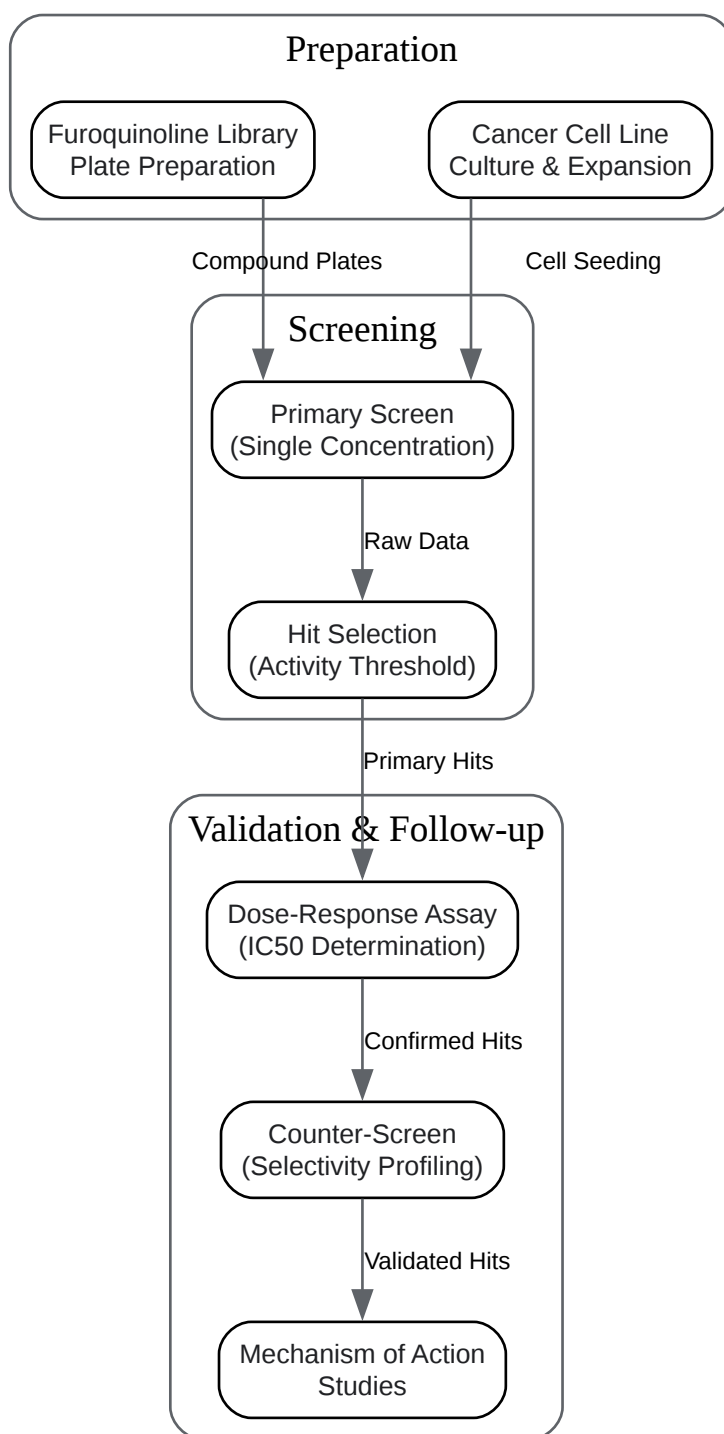 Preparation
Furoquinoline Library
Plate Preparation
Cancer Cell Line
Culture & Expansion
Compound Plates
Cell Seeding
Screening
Primary Screen
(Single Concentration)
Raw Data
Hit Selection
(Activity Threshold)
Primary Hits
Validation & Follow-up
Dose-Response Assay
(IC50 Determination)
Confirmed Hits
Counter-Screen
(Selectivity Profiling)
Validated Hits
Mechanism of Action
Studies